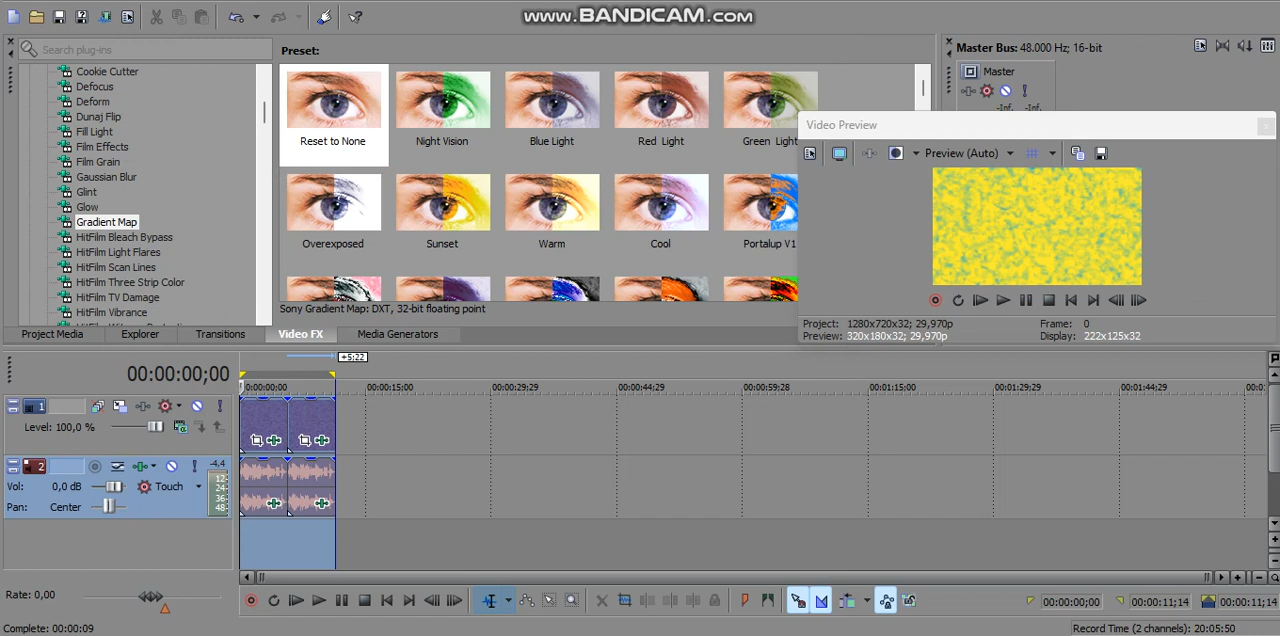 www.BANDICAM.com
Search plug-ins
Preset:
Master Bus: 48.000 Hz; 16-bit
Master
-Inf. -Inf.
Cookie Cutter
Defocus
Deform
Dunaj Flip
Fill Light
Film Effects
Film Grain
Gaussian Blur
Glint
Glow
Gradient Map
HitFilm Bleach Bypass
HitFilm Light Flares
HitFilm Scan Lines
HitFilm Three Strip Color
HitFilm TV Damage
HitFilm Vibrance
Reset to None
Night Vision
Blue Light
Red Light
Green Light
Overexposed
Sunset
Warm
Cool
Portalup V1
Sony Gradient Map: DXT, 32-bit floating point
Video Preview
Preview (Auto)
Project: 1280x720x32; 29,970p
Frame: 0
Preview: 320x180x32; 29,970p
Display: 222x125x32
Project Media
Explorer
Transitions
Video FX
Media Generators
+5;22
00:00:00;00
0:00:00:00
00:00:15;00
00:00:29;29
00:00:44;29
00:00:59;28
00:01:15;00
00:01:29;29
00:01:44;29
00:0
1
Level: 100,0 %
2
-4,4
Vol: 0,0 dB
Touch
12
24
36
48
Pan: Center
Rate: 0,00
00:00:00;00
00:00:11;14
00:00:11;14
Complete: 00:00:09
Record Time (2 channels): 20:05:50